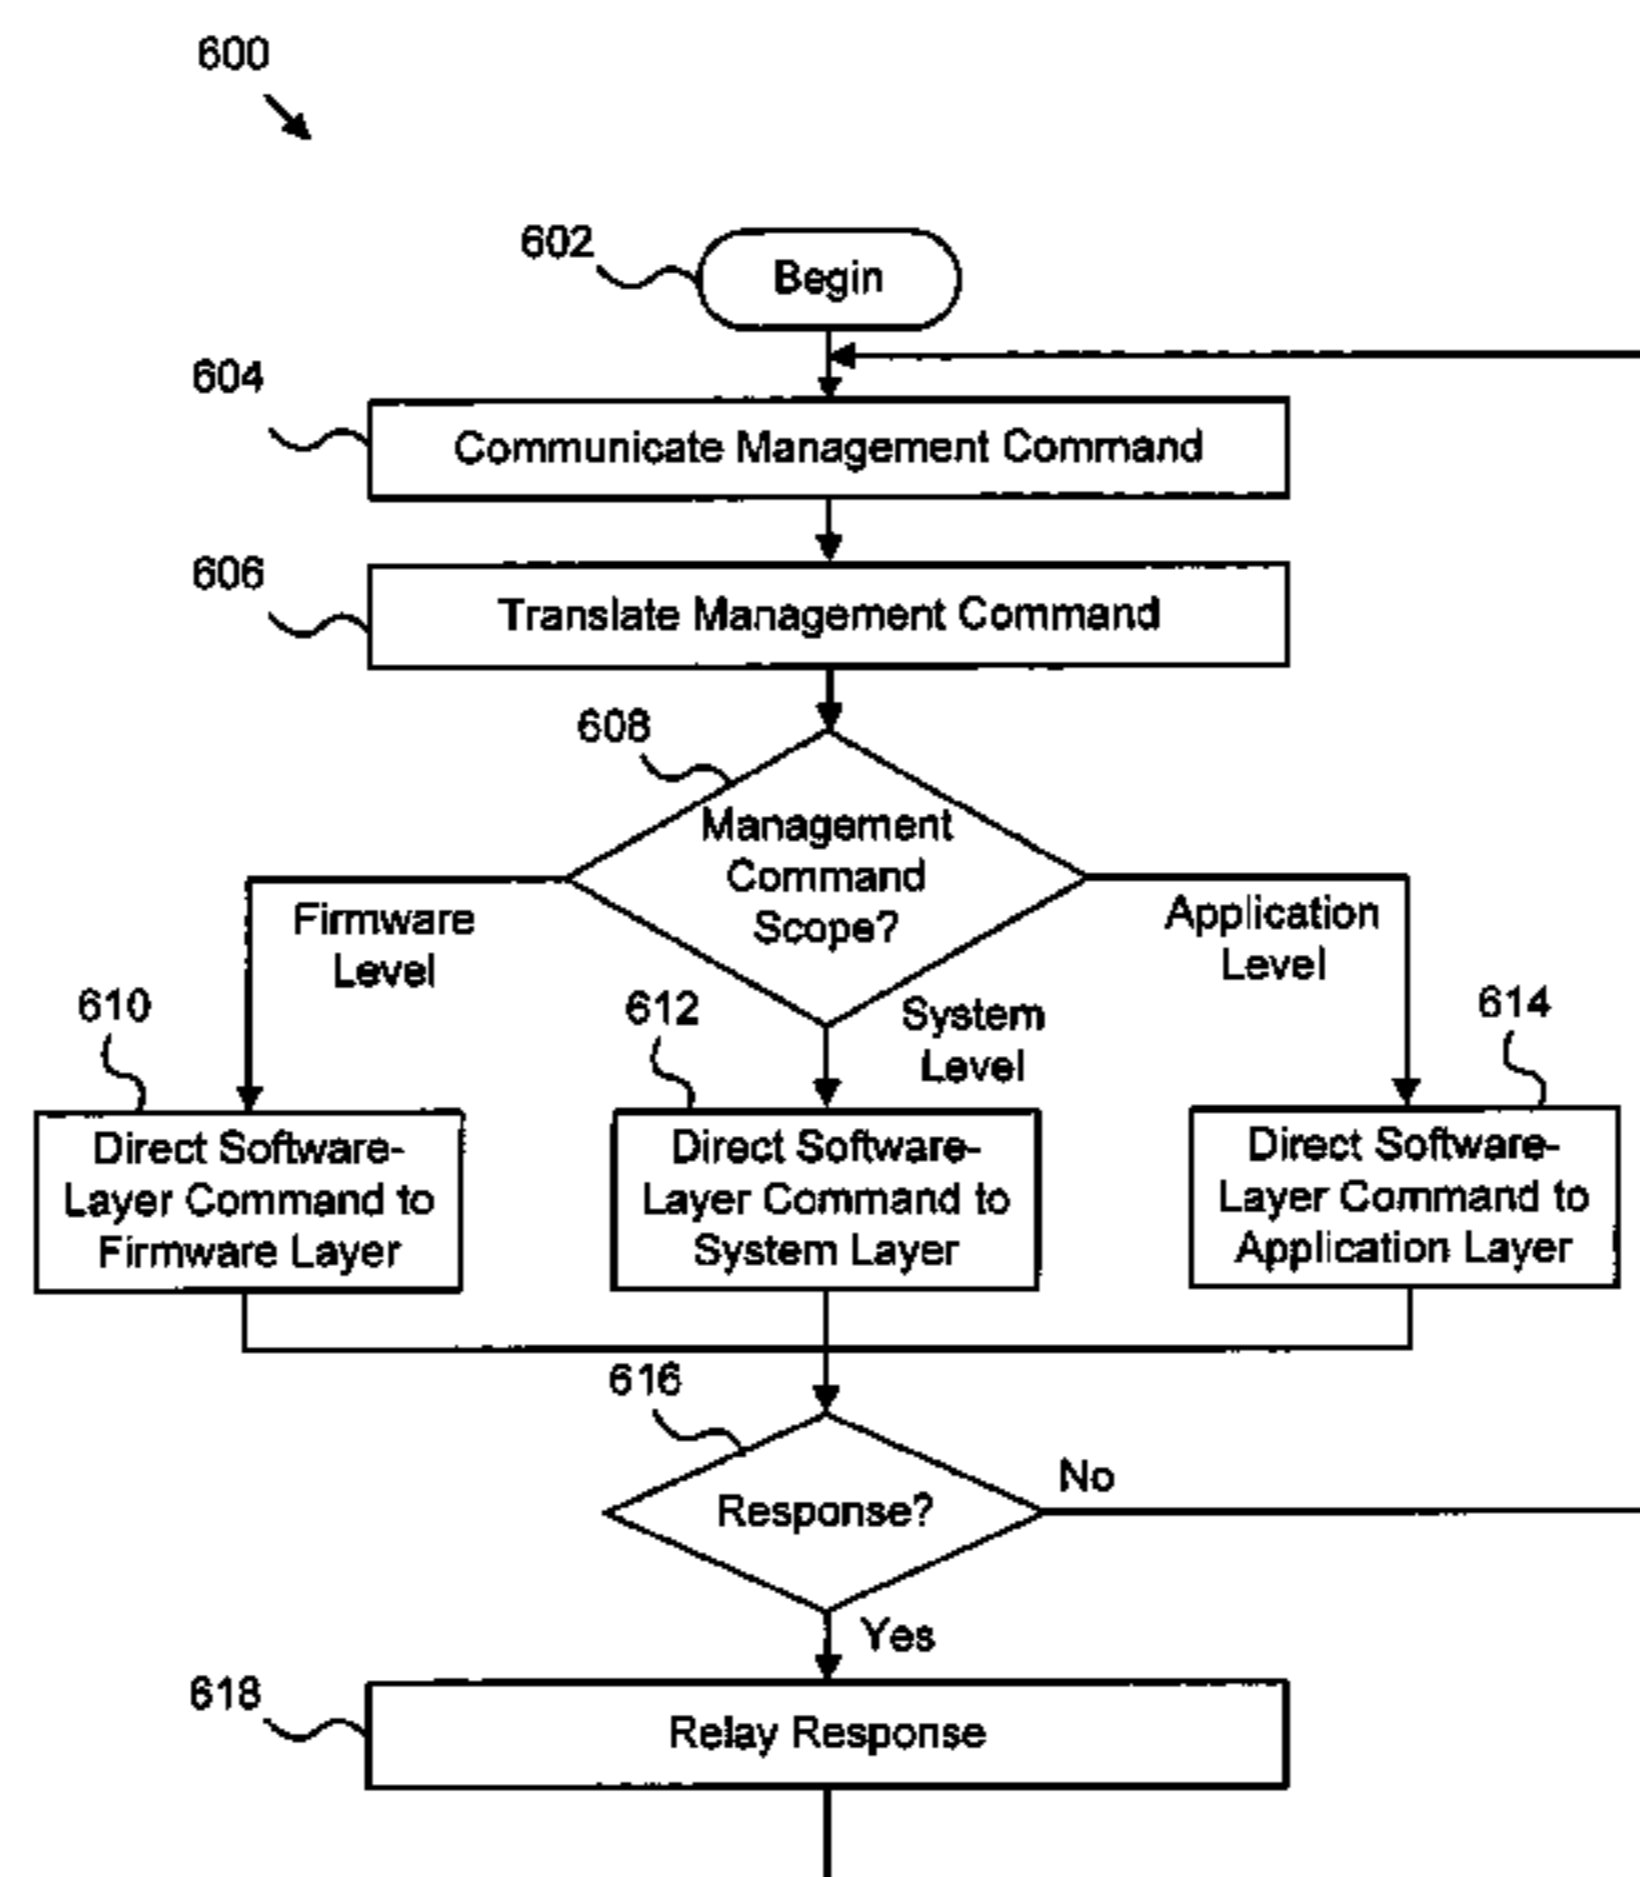 600
602
Begin
604
Communicate Management Command
606
Translate Management Command
608
Management
Command
Scope?
Firmware
Level
Application
Level
System
Level
610
612
614
Direct Software-
Layer Command to
Firmware Layer
Direct Software-
Layer Command to
System Layer
Direct Software-
Layer Command to
Application Layer
616
Response?
No
Yes
618
Relay Response